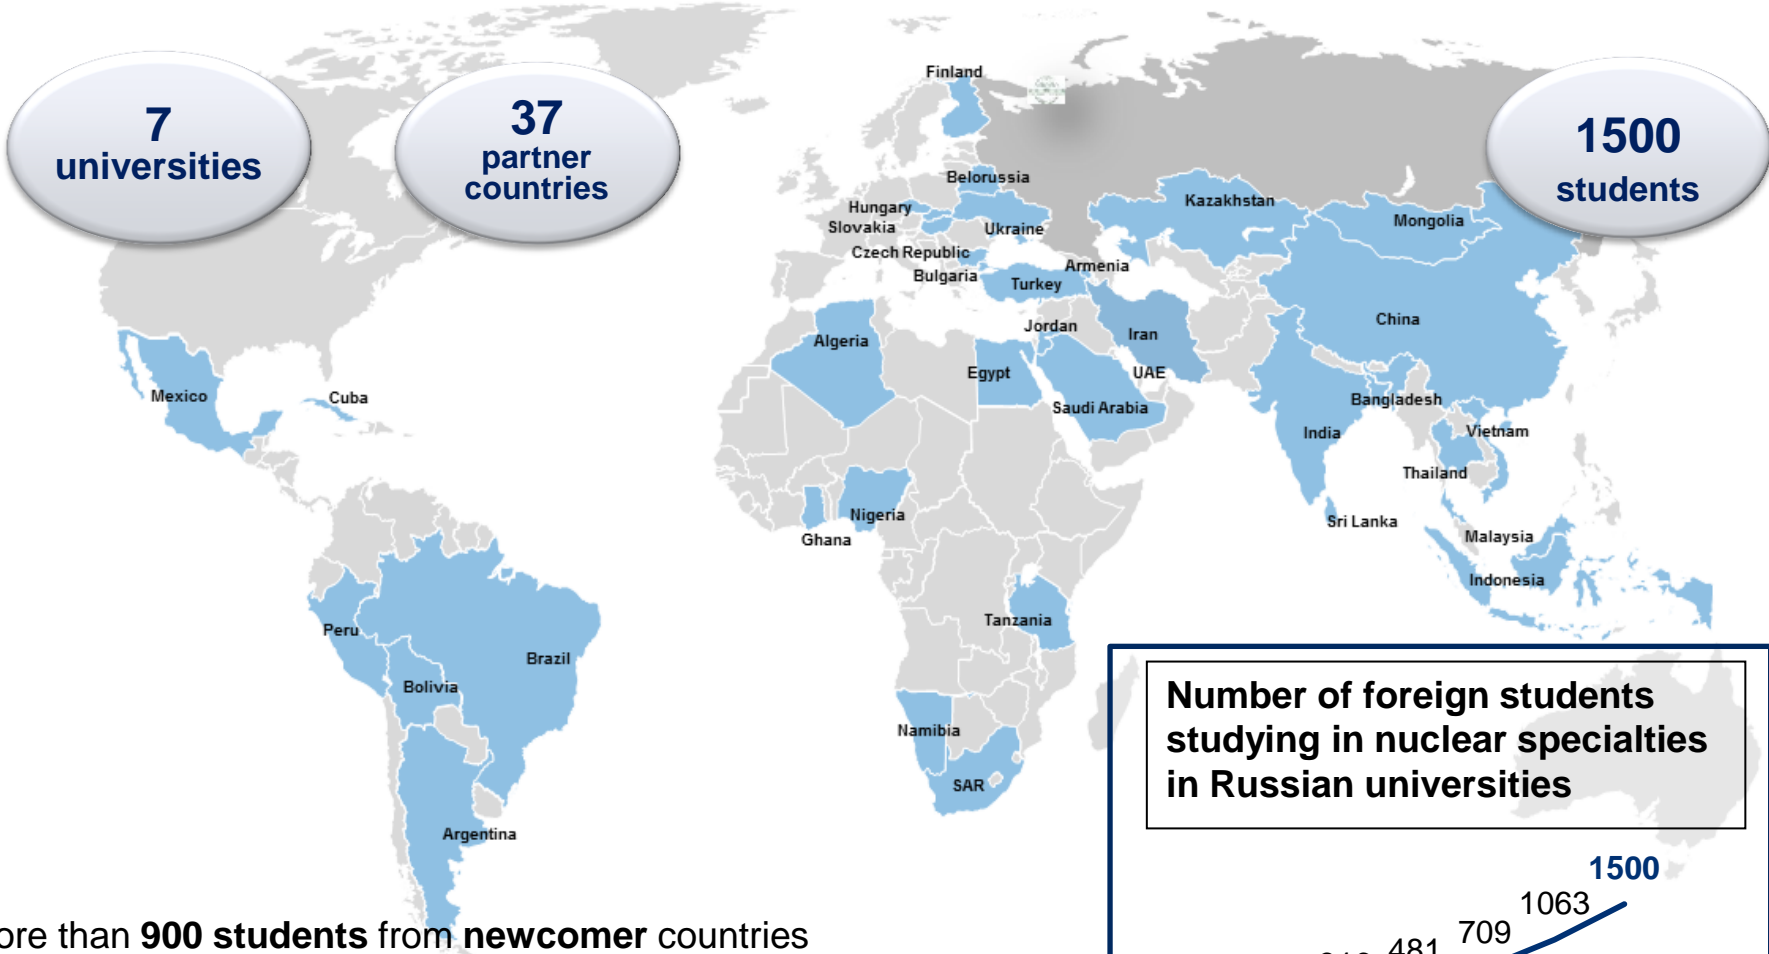 7
universities
37
partner
countries
1500
students
Finland
Belorussia
Hungary
Slovakia
Ukraine
Czech Republic
Bulgaria
Armenia
Turkey
Kazakhstan
Mongolia
China
Jordan
Iran
Algeria
Egypt
UAE
Saudi Arabia
Mexico
Cuba
Bangladesh
India
Vietnam
Thailand
Sri Lanka
Malaysia
Indonesia
Nigeria
Ghana
Tanzania
Peru
Brazil
Bolivia
Namibia
SAR
Argentina
Number of foreign students
studying in nuclear specialties
in Russian universities
1500
1063
709
481
ore than 900 students from newcomer countries